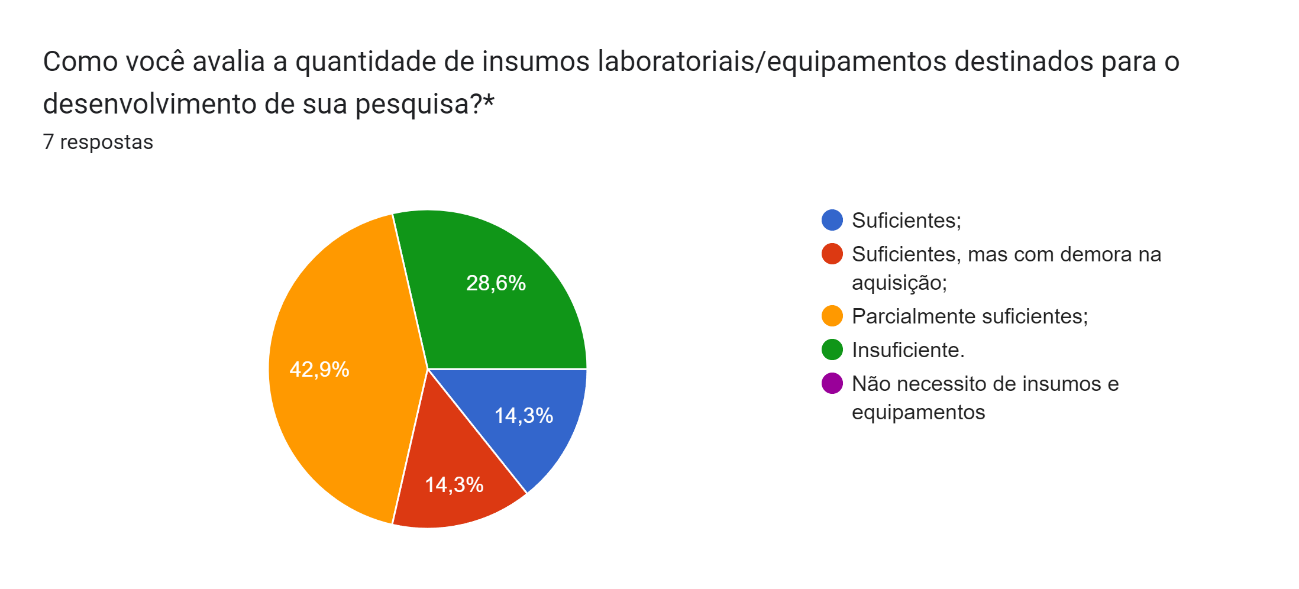 Como você avalia a quantidade de insumos laboratoriais/equipamentos destinados para o
desenvolvimento de sua pesquisa?*
7 respostas
28,6%
42,9%
14,3%
14,3%
Suficientes;
Suficientes, mas com demora na
aquisição;
Parcialmente suficientes;
Insuficiente.
Não necessito de insumos e
equipamentos